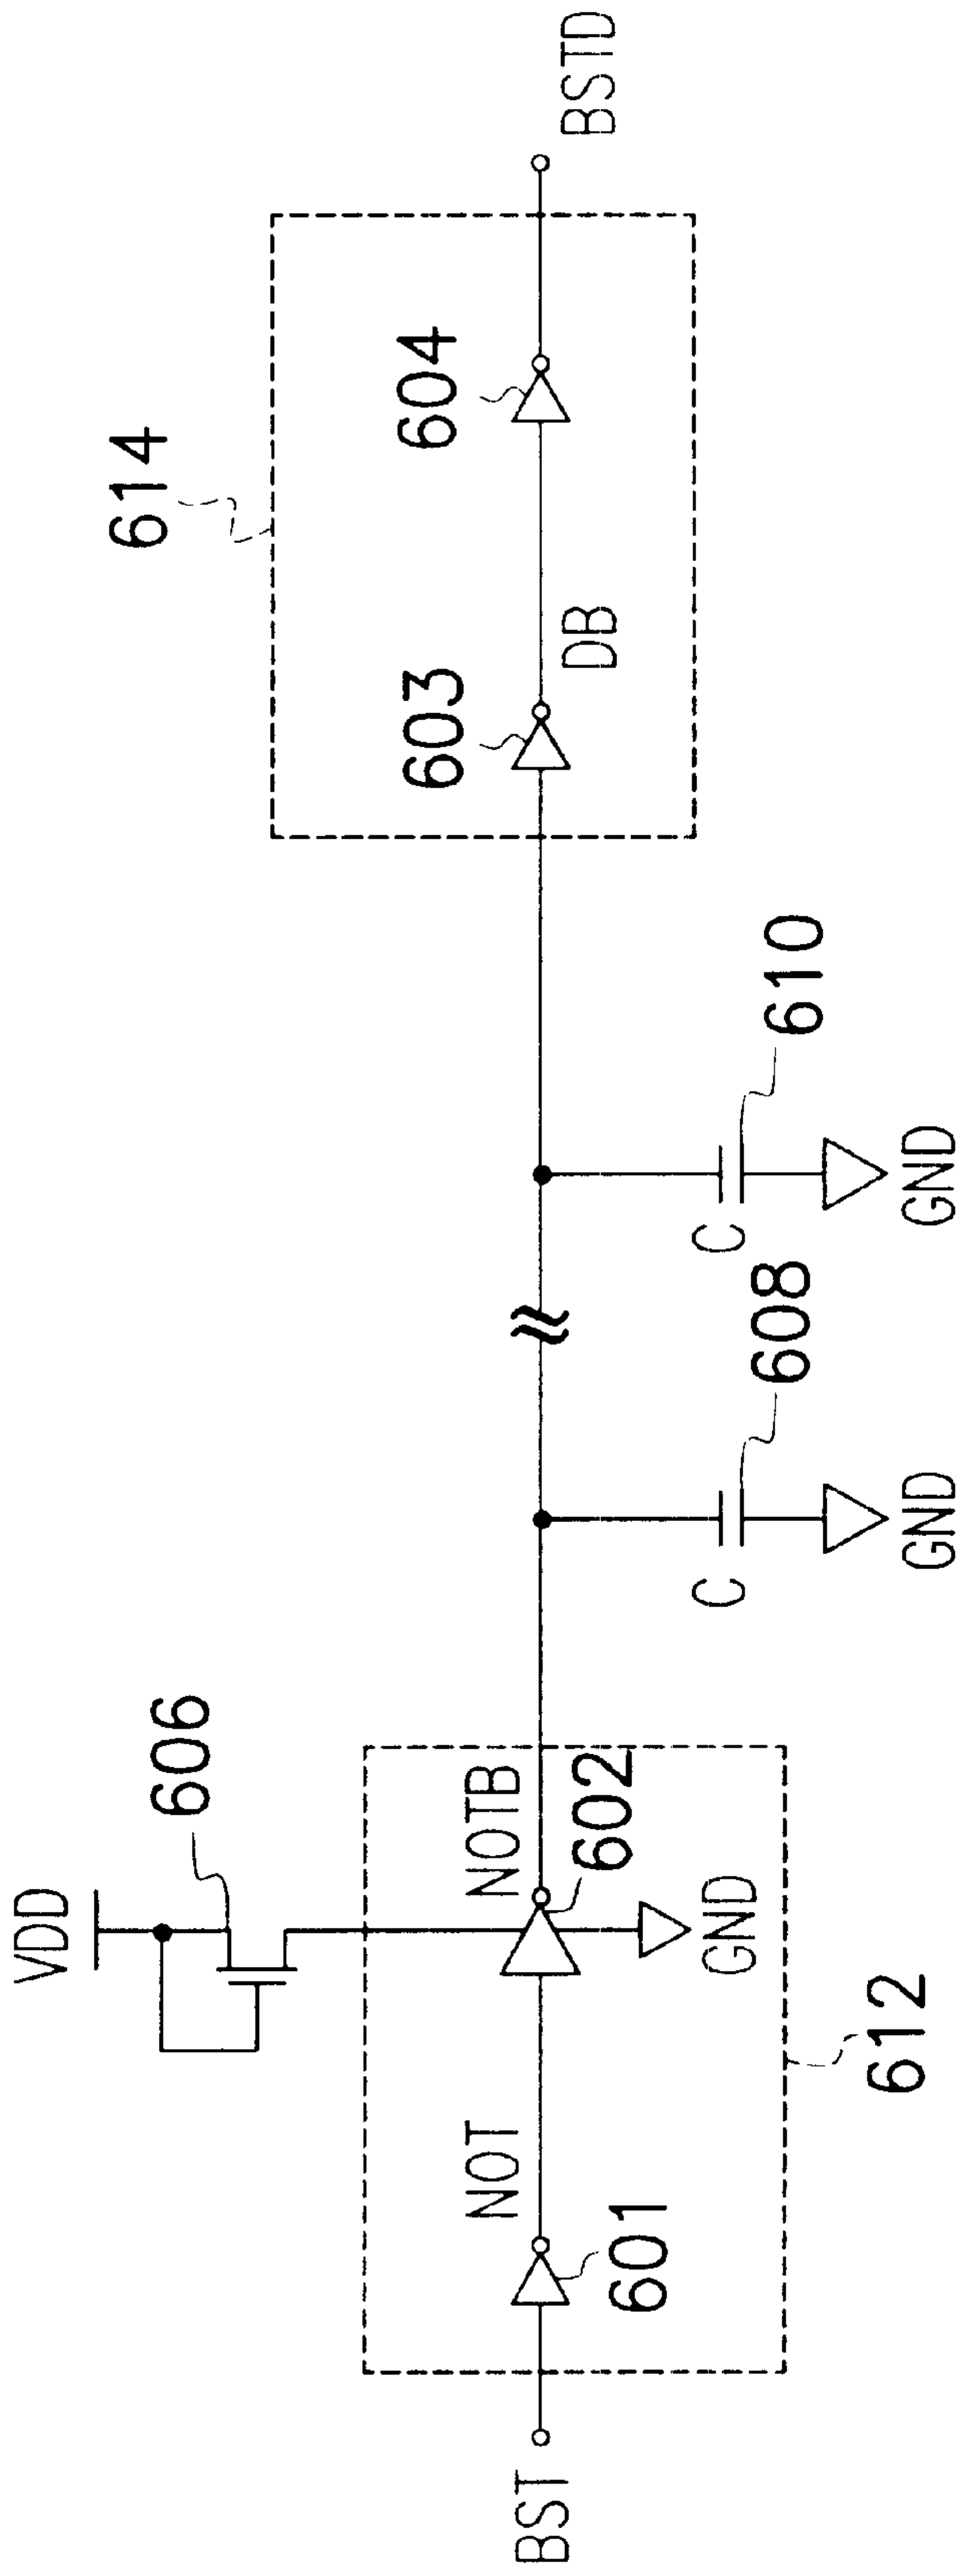 VDD
606
614
NOT
NOTB
603
604
BST
601
602
DB
BSTD
GND
C
608
C
610
612
GND
GND